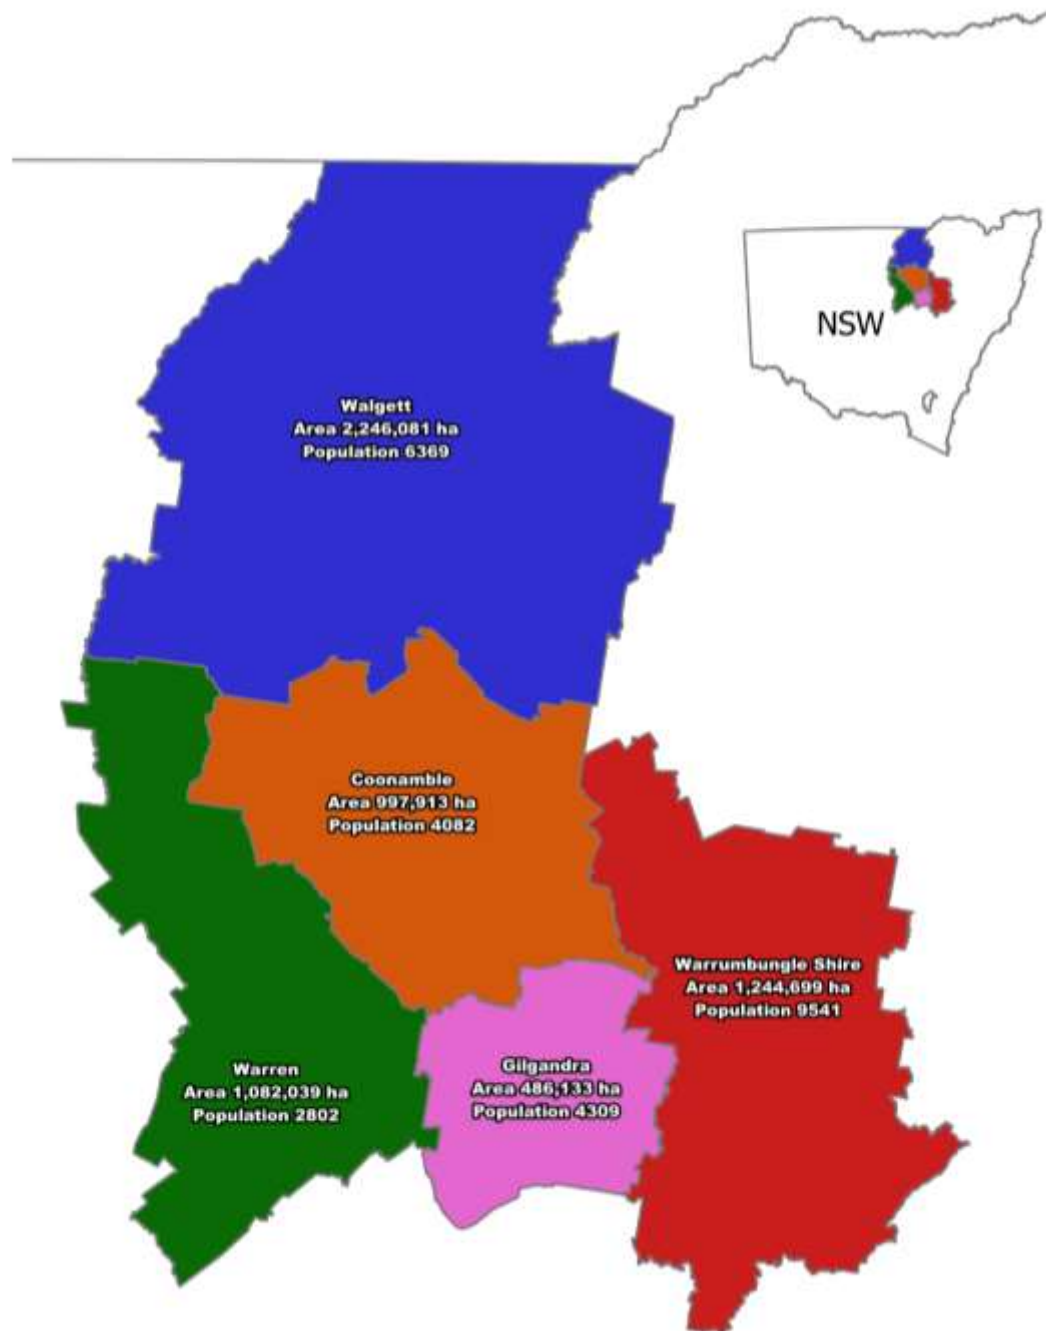 NSW
Walgett
Area 2,246,081 ha
Population 6369
Coonamble
Area 997,913 ha
Population 4082
Warrumbungle Shire
Area 1,244,699 ha
Population 9541
Warren
Area 1,082,039 ha
Population 2802
Gilgandra
Area 486,133 ha
Population 4309